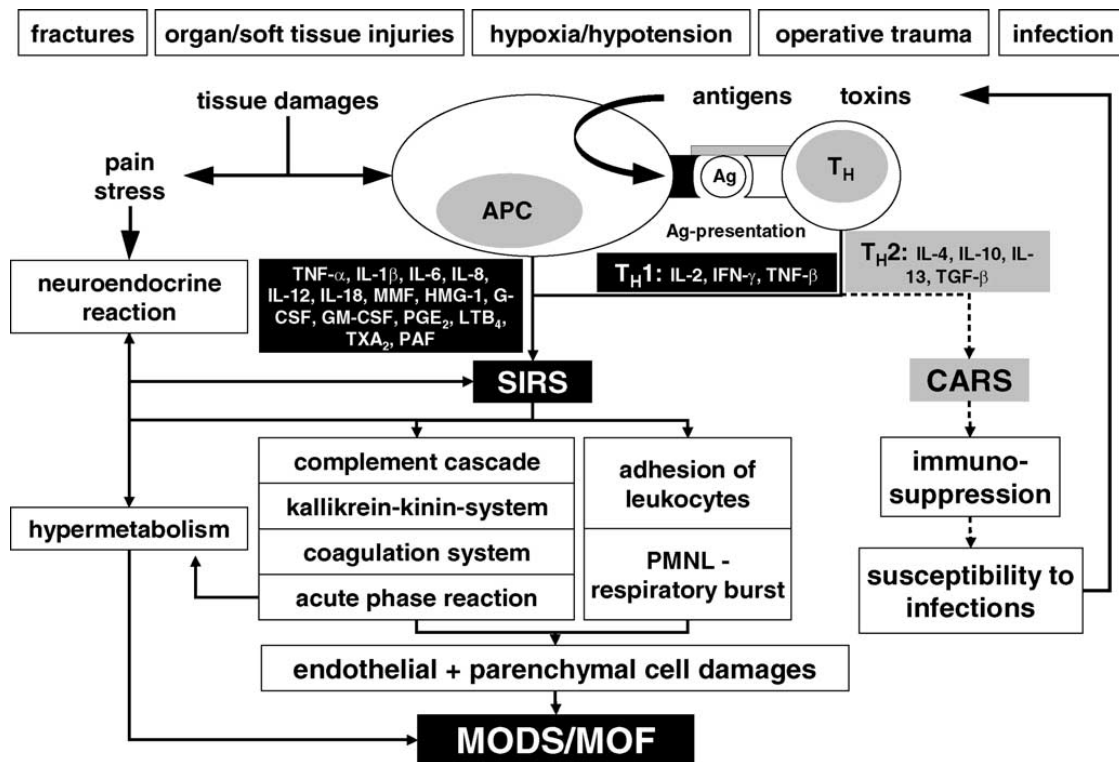 fractures
organ/soft tissue injuries
hypoxia/hypotension
operative trauma
infection
tissue damages
antigens
toxins
pain
stress
APC
Ag
T_H
Ag-presentation
neuroendocrine
reaction
TNF-α, IL-1β, IL-6, IL-8,
IL-12, IL-18, MMF, HMG-1, G-
CSF, GM-CSF, PGE₂, LTB₄,
TXA₂, PAF
T_H1: IL-2, IFN-γ, TNF-β
T_H2: IL-4, IL-10, IL-
13, TGF-β
SIRS
CARS
complement cascade
kallikrein-kinin-system
coagulation system
acute phase reaction
adhesion of
leukocytes
PMNL -
respiratory burst
immuno-
suppression
hypermetabolism
susceptibility to
infections
endothelial + parenchymal cell damages
MODS/MOF